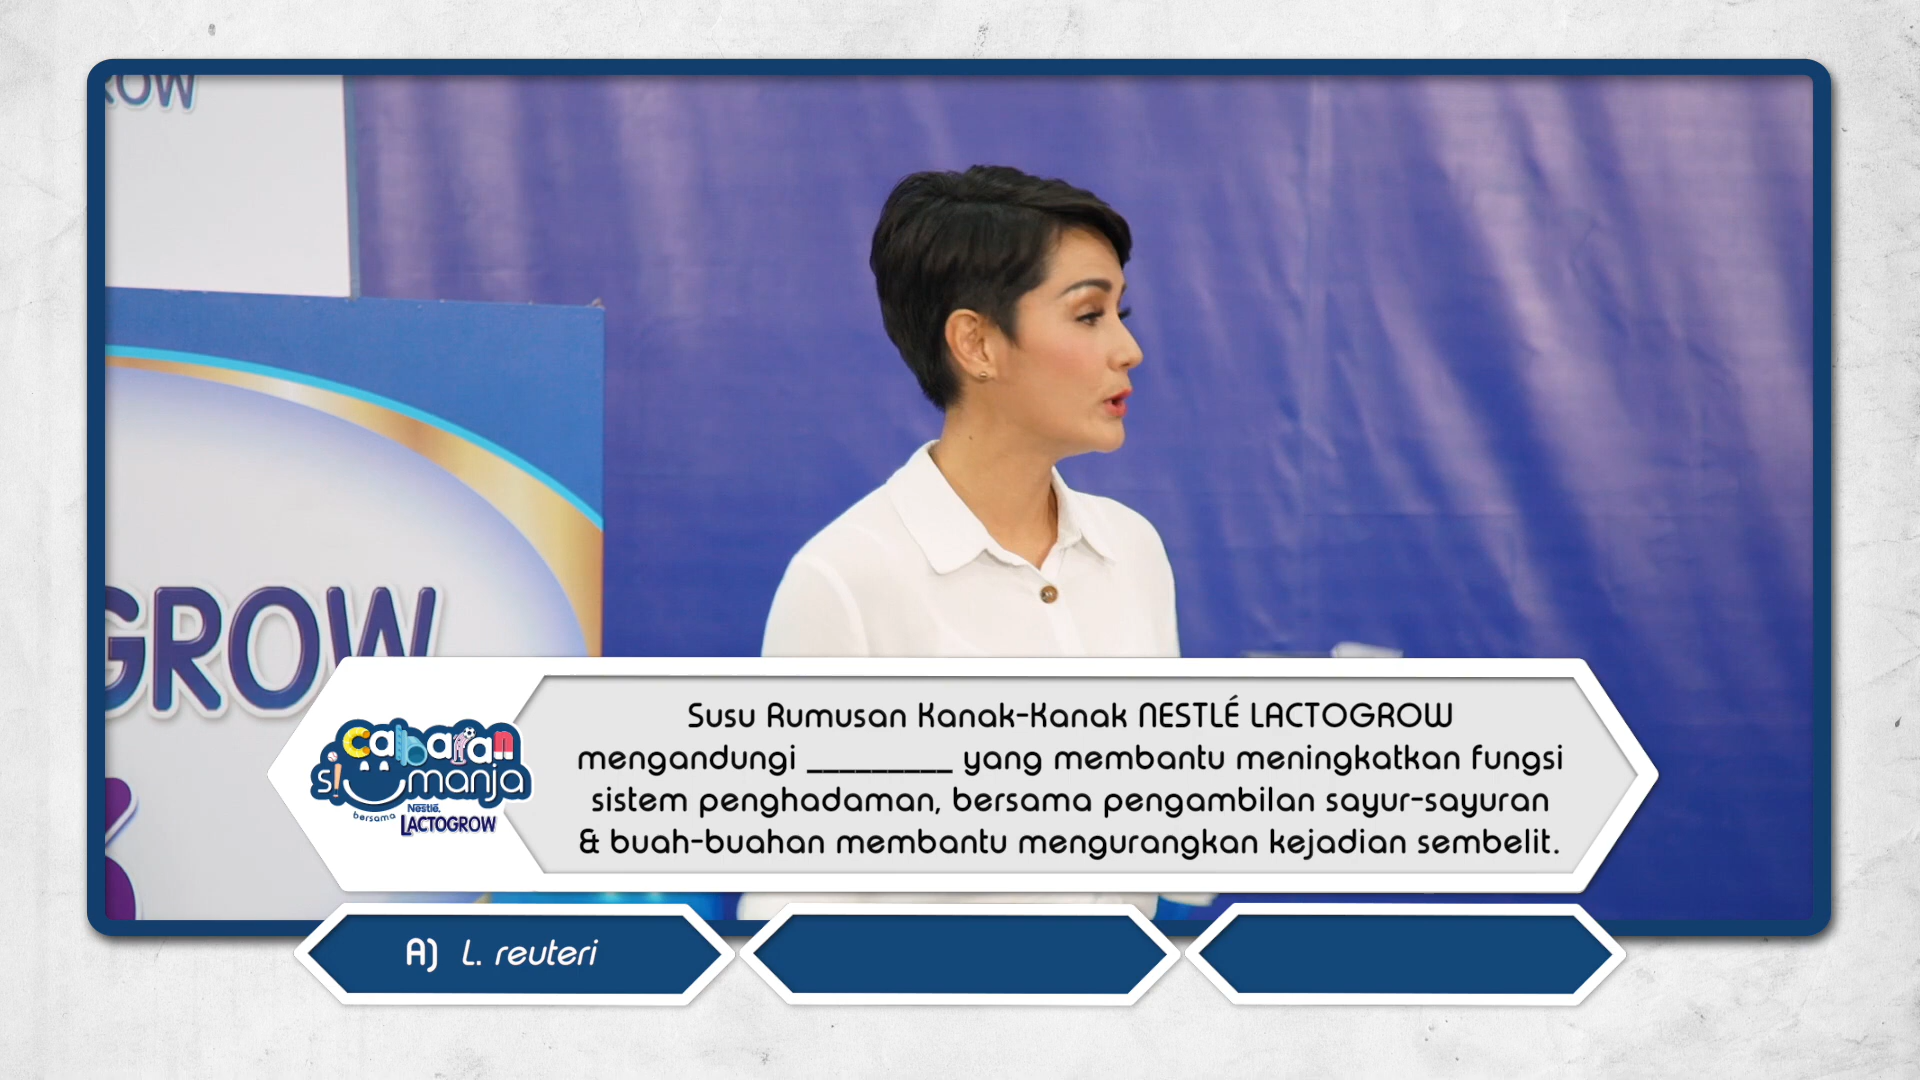 ROW
GROW
cabaran
si manja
bersama Nestlé.
LACTOGROW
Susu Rumusan Kanak-Kanak NESTLÉ LACTOGROW
mengandungi _________ yang membantu meningkatkan fungsi
sistem penghadaman, bersama pengambilan sayur-sayuran
& buah-buahan membantu mengurangkan kejadian sembelit.
A) L. reuteri